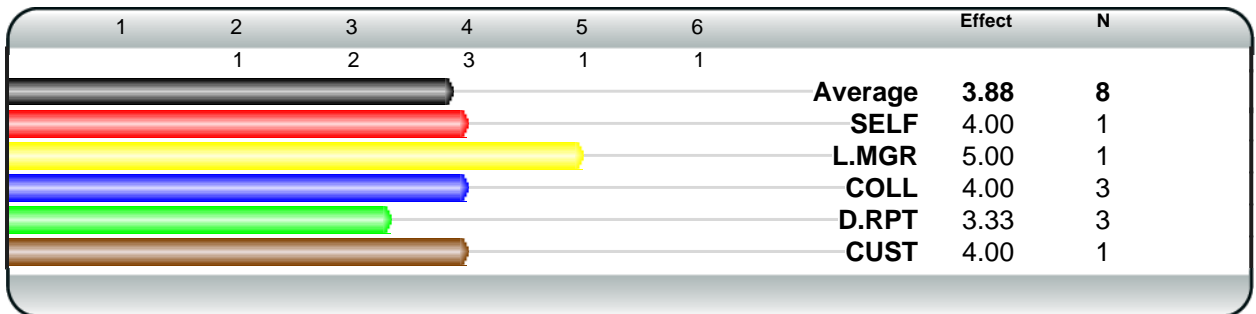 1 2 3 4 5 6 Effect N
1 2 3 1 1
Average 3.88 8
SELF 4.00 1
L.MGR 5.00 1
COLL 4.00 3
D.RPT 3.33 3
CUST 4.00 1